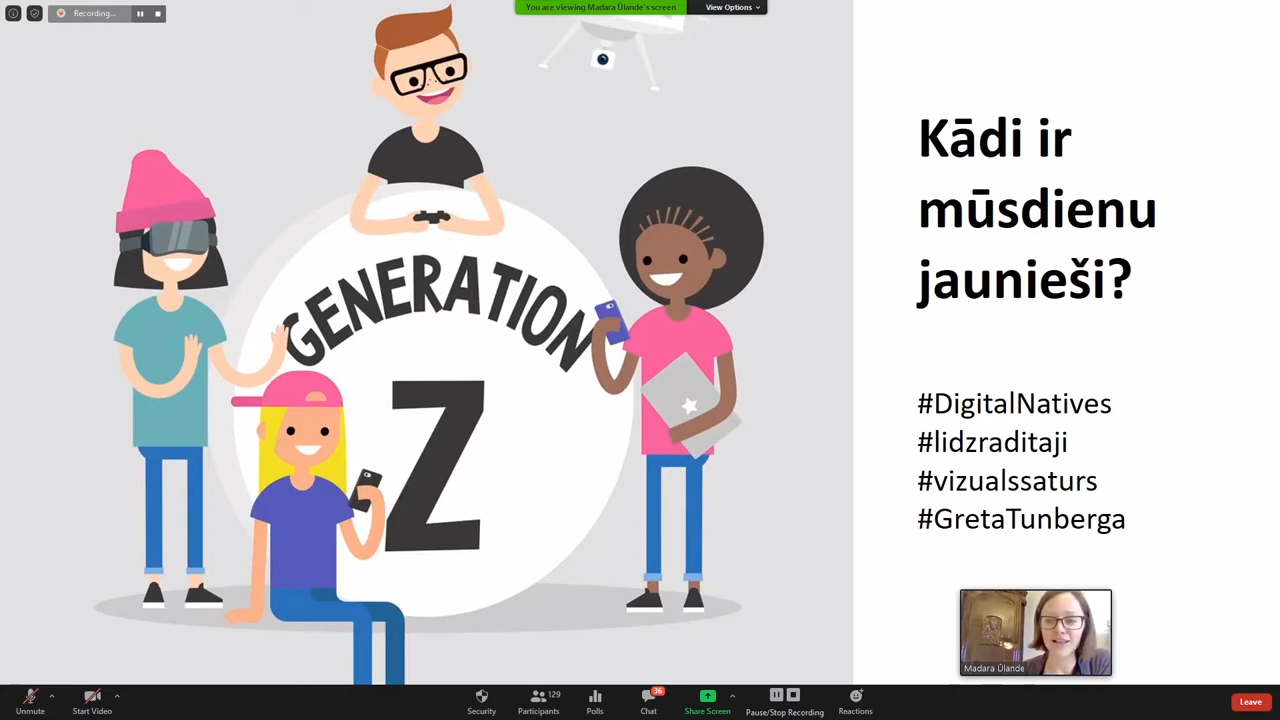 Recording...
You are viewing Madara Ūlande's screen
View Options
GENERATION
Z
Kādi ir
mūsdienu
jaunieši?
#DigitalNatives
#lidzraditaji
#vizualssaturs
#GretaTunberga
Madara Ūlande
Unmute
Start Video
Security
Participants
129
Polls
Chat
36
Share Screen
Pause/Stop Recording
Reactions
Leave